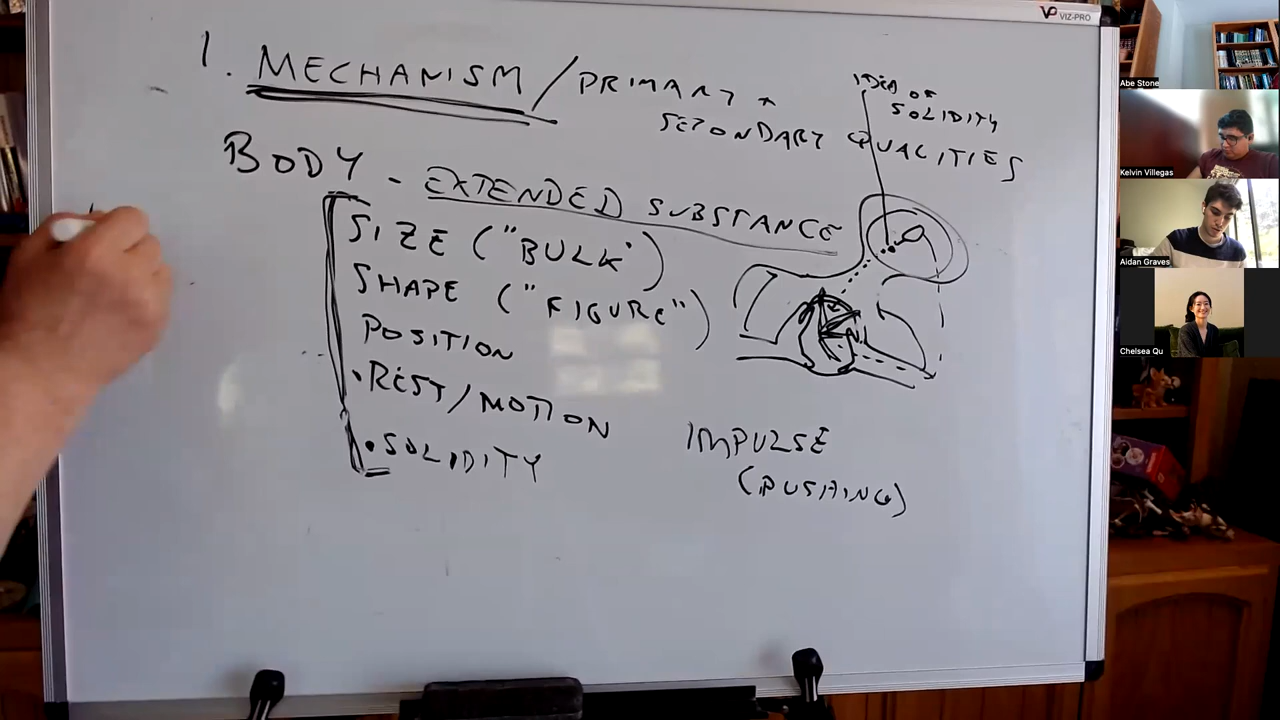 VP VIZ-PRO
1. MECHANISM / PRIMARY +
SECONDARY QUALITIES
IDEA OF
SOLIDITY
BODY - EXTENDED SUBSTANCE
SIZE ("BULK")
SHAPE ("FIGURE")
POSITION
• REST/MOTION
• SOLIDITY
IMPULSE
(PUSHING)
Abe Stone
Kelvin Villegas
Aidan Graves
Chelsea Qu